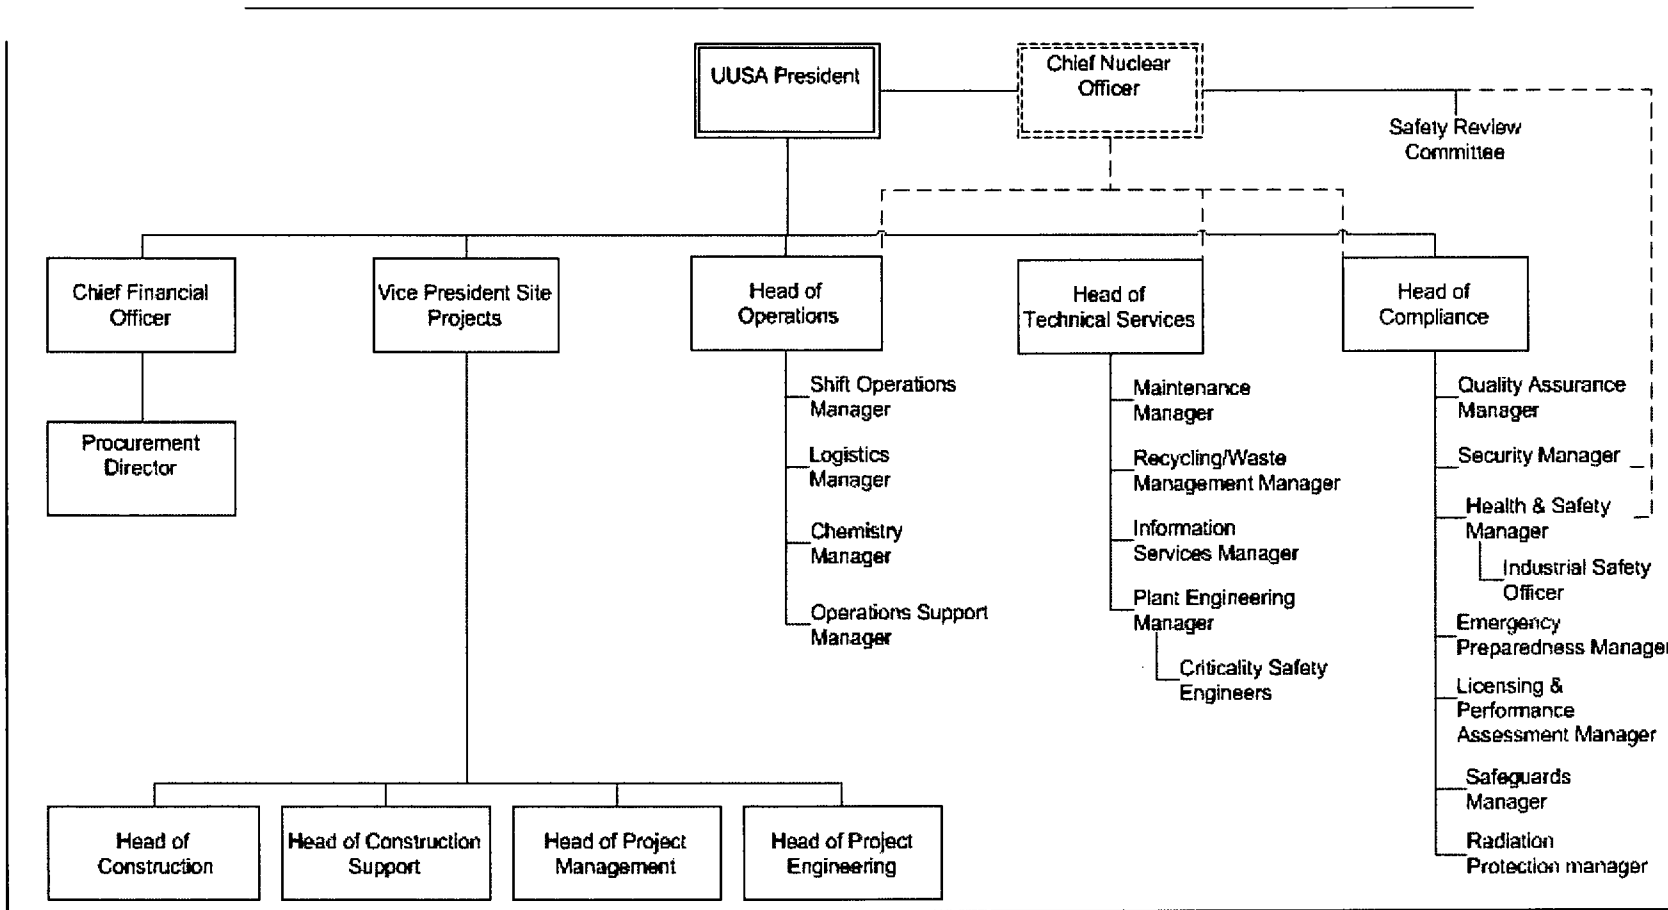 UUSA President
Chief Nuclear
Officer
Safety Review
Committee
Chief Financial
Officer
Vice President Site
Projects
Head of
Operations
Head of
Technical Services
Head of
Compliance
Procurement
Director
Shift Operations
Manager
Logistics
Manager
Chemistry
Manager
Operations Support
Manager
Maintenance
Manager
Recycling/Waste
Management Manager
Information
Services Manager
Plant Engineering
Manager
Criticality Safety
Engineers
Quality Assurance
Manager
Security Manager
Health & Safety
Manager
Industrial Safety
Officer
Emergency
Preparedness Manager
Licensing &
Performance
Assessment Manager
Safeguards
Manager
Radiation
Protection manager
Head of
Construction
Head of Construction
Support
Head of Project
Management
Head of Project
Engineering